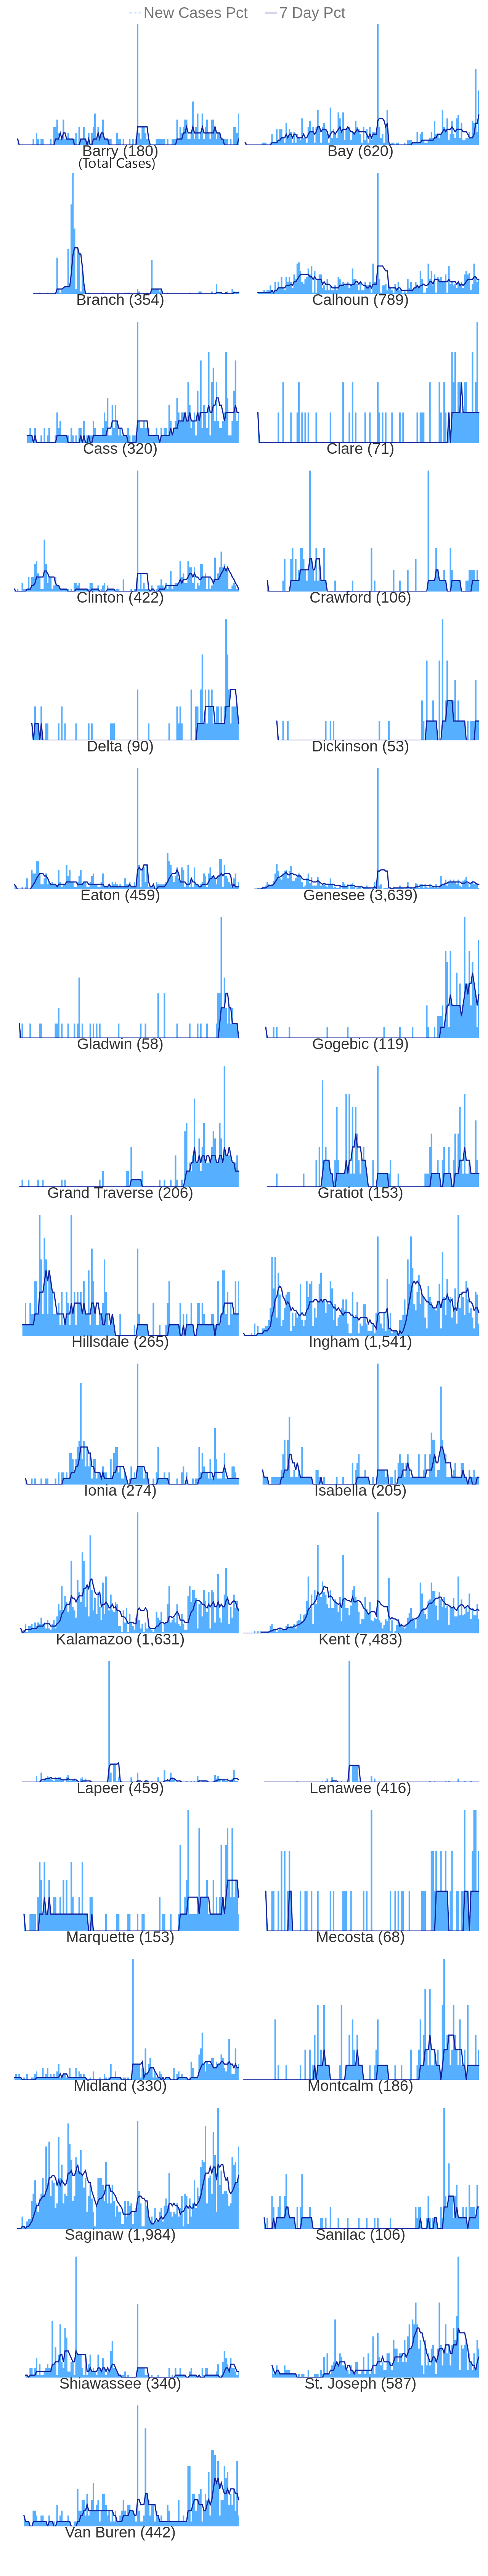 New Cases Pct 7 Day Pct
Barry (180) Bay (620)
(Total Cases)
Branch (354) Calhoun (789)
Cass (320) Clare (71)
Clinton (422) Crawford (106)
Delta (90) Dickinson (53)
Eaton (459) Genesee (3,639)
Gladwin (58) Gogebic (119)
Grand Traverse (206) Gratiot (153)
Hillsdale (265) Ingham (1,541)
Ionia (274) Isabella (205)
Kalamazoo (1,631) Kent (7,483)
Lapeer (459) Lenawee (416)
Marquette (153) Mecosta (68)
Midland (330) Montcalm (186)
Saginaw (1,984) Sanilac (106)
Shiawassee (340) St. Joseph (587)
Van Buren (442)